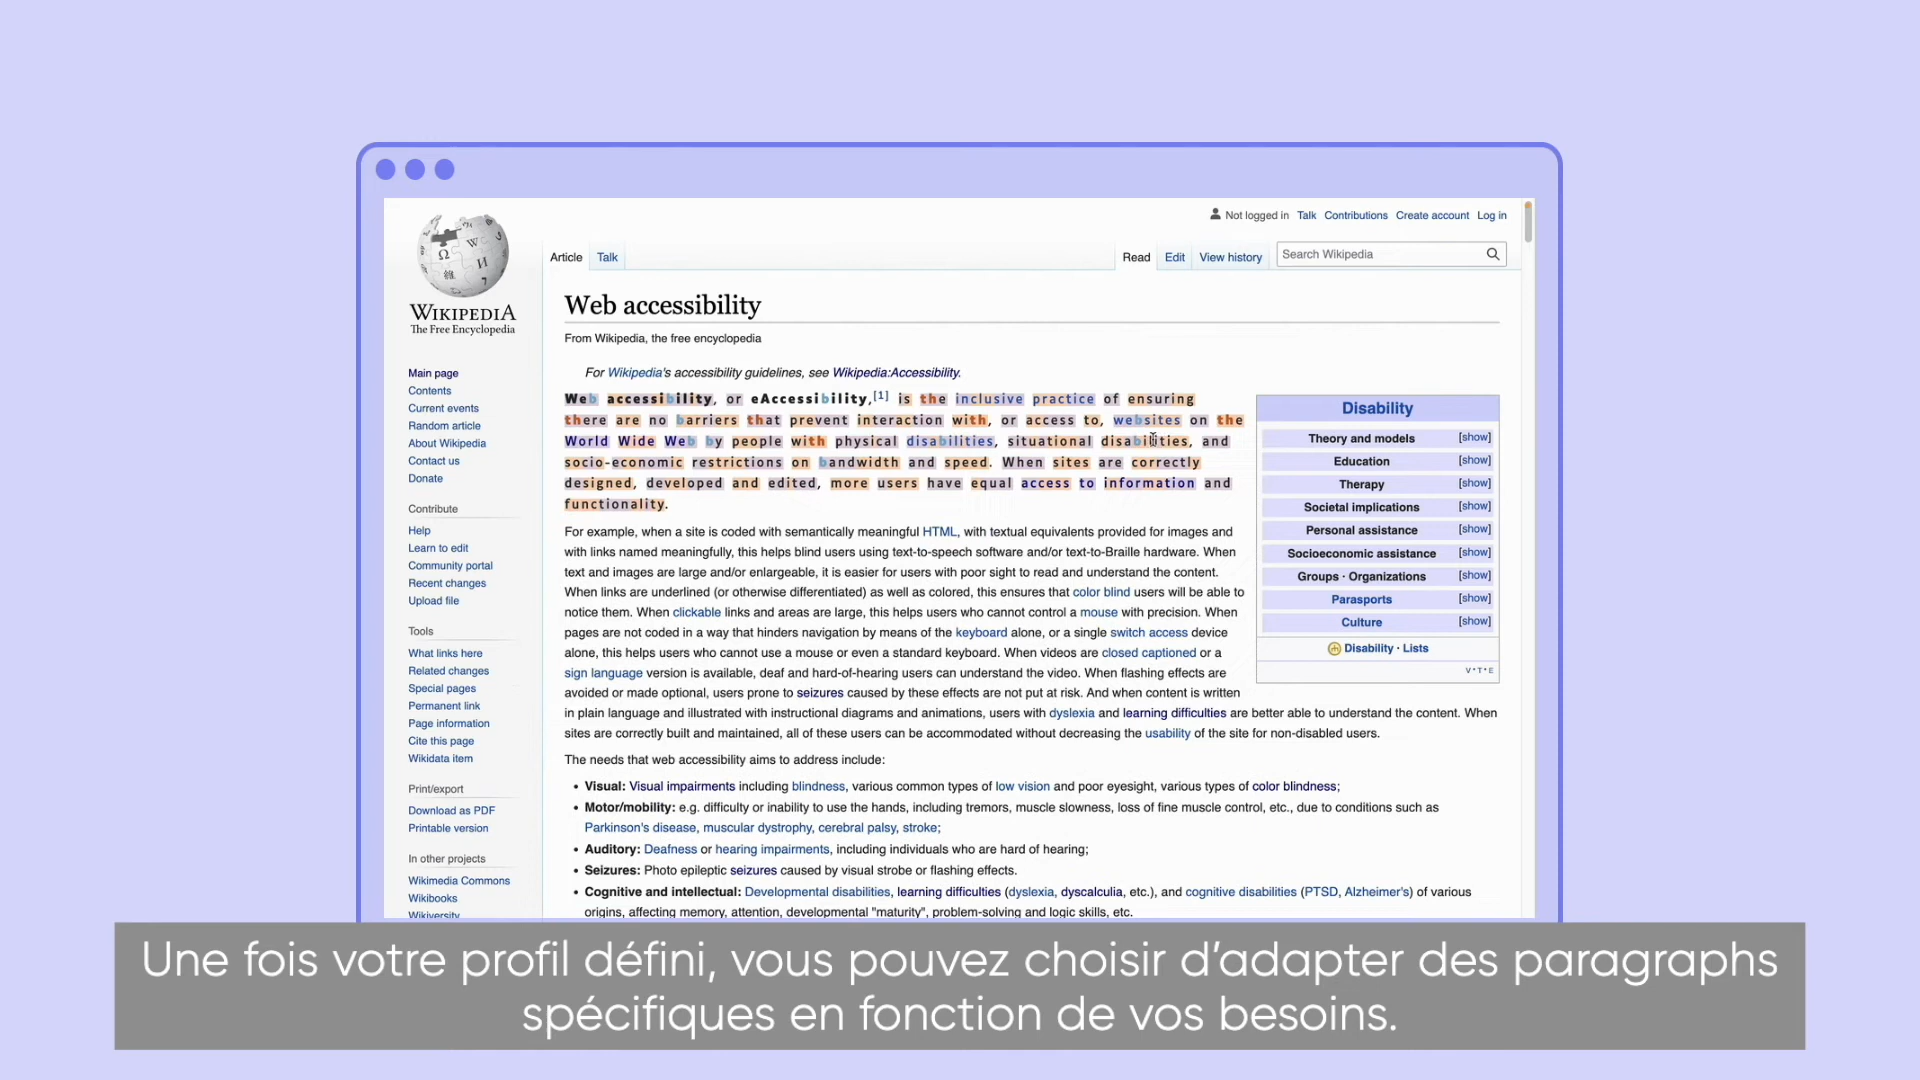 Not logged in Talk Contributions Create account Log in
Article Talk Read Edit View history Search Wikipedia
WIKIPEDIA
The Free Encyclopedia
Main page
Contents
Current events
Random article
About Wikipedia
Contact us
Donate
Contribute
Help
Learn to edit
Community portal
Recent changes
Upload file
Tools
What links here
Related changes
Special pages
Permanent link
Page information
Cite this page
Wikidata item
Print/export
Download as PDF
Printable version
In other projects
Wikimedia Commons
Wikibooks
Wikiversity
Web accessibility
From Wikipedia, the free encyclopedia
For Wikipedia's accessibility guidelines, see Wikipedia:Accessibility.
Web accessibility, or eAccessibility,[1] is the inclusive practice of ensuring
there are no barriers that prevent interaction with, or access to, websites on the
World Wide Web by people with physical disabilities, situational disabilities, and
socio-economic restrictions on bandwidth and speed. When sites are correctly
designed, developed and edited, more users have equal access to information and
functionality.
For example, when a site is coded with semantically meaningful HTML, with textual equivalents provided for images and
with links named meaningfully, this helps blind users using text-to-speech software and/or text-to-Braille hardware. When
text and images are large and/or enlargeable, it is easier for users with poor sight to read and understand the content.
When links are underlined (or otherwise differentiated) as well as colored, this ensures that color blind users will be able to
notice them. When clickable links and areas are large, this helps users who cannot control a mouse with precision. When
pages are not coded in a way that hinders navigation by means of the keyboard alone, or a single switch access device
alone, this helps users who cannot use a mouse or even a standard keyboard. When videos are closed captioned or a
sign language version is available, deaf and hard-of-hearing users can understand the video. When flashing effects are
avoided or made optional, users prone to seizures caused by these effects are not put at risk. And when content is written
in plain language and illustrated with instructional diagrams and animations, users with dyslexia and learning difficulties are better able to understand the content. When
sites are correctly built and maintained, all of these users can be accommodated without decreasing the usability of the site for non-disabled users.
The needs that web accessibility aims to address include:
• Visual: Visual impairments including blindness, various common types of low vision and poor eyesight, various types of color blindness;
• Motor/mobility: e.g. difficulty or inability to use the hands, including tremors, muscle slowness, loss of fine muscle control, etc., due to conditions such as
Parkinson's disease, muscular dystrophy, cerebral palsy, stroke;
• Auditory: Deafness or hearing impairments, including individuals who are hard of hearing;
• Seizures: Photo epileptic seizures caused by visual strobe or flashing effects.
• Cognitive and intellectual: Developmental disabilities, learning difficulties (dyslexia, dyscalculia, etc.), and cognitive disabilities (PTSD, Alzheimer's) of various
origins, affecting memory, attention, developmental "maturity", problem-solving and logic skills, etc.
Disability
Theory and models [show]
Education [show]
Therapy [show]
Societal implications [show]
Personal assistance [show]
Socioeconomic assistance [show]
Groups · Organizations [show]
Parasports [show]
Culture [show]
Disability · Lists
V · T · E
Une fois votre profil défini, vous pouvez choisir d’adapter des paragraphs
spécifiques en fonction de vos besoins.